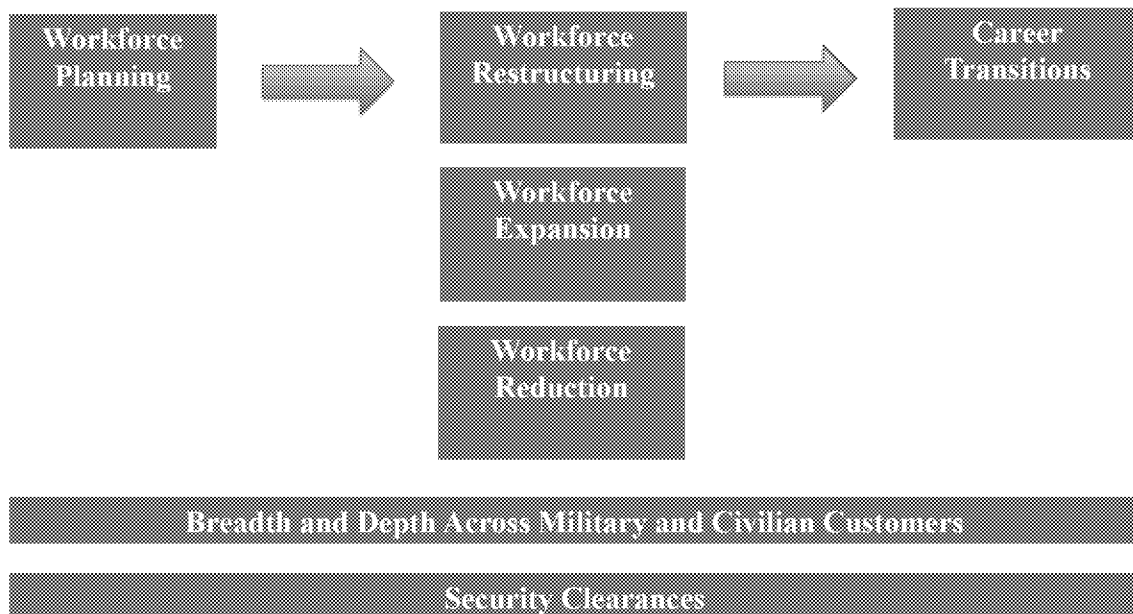 Workforce
Planning
Workforce
Restructuring
Career
Transitions
Workforce
Expansion
Workforce
Reduction
Breadth and Depth Across Military and Civilian Customers
Security Clearances